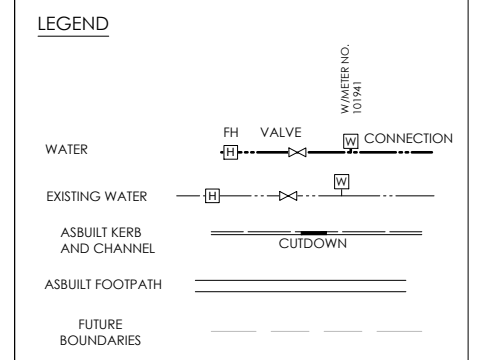 LEGEND
W/METER NO.
101941
FH VALVE
W CONNECTION
WATER
H
W
EXISTING WATER
H
ASBUILT KERB
AND CHANNEL
CUTDOWN
ASBUILT FOOTPATH
FUTURE
BOUNDARIES